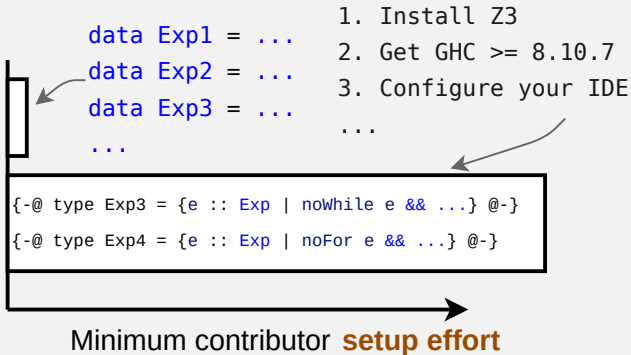 data Exp1 = ...
data Exp2 = ...
data Exp3 = ...
...
1. Install Z3
2. Get GHC >= 8.10.7
3. Configure your IDE
...
{-@ type Exp3 = {e :: Exp | noWhile e && ...} @-}
{-@ type Exp4 = {e :: Exp | noFor e && ...} @-}
Minimum contributor setup effort